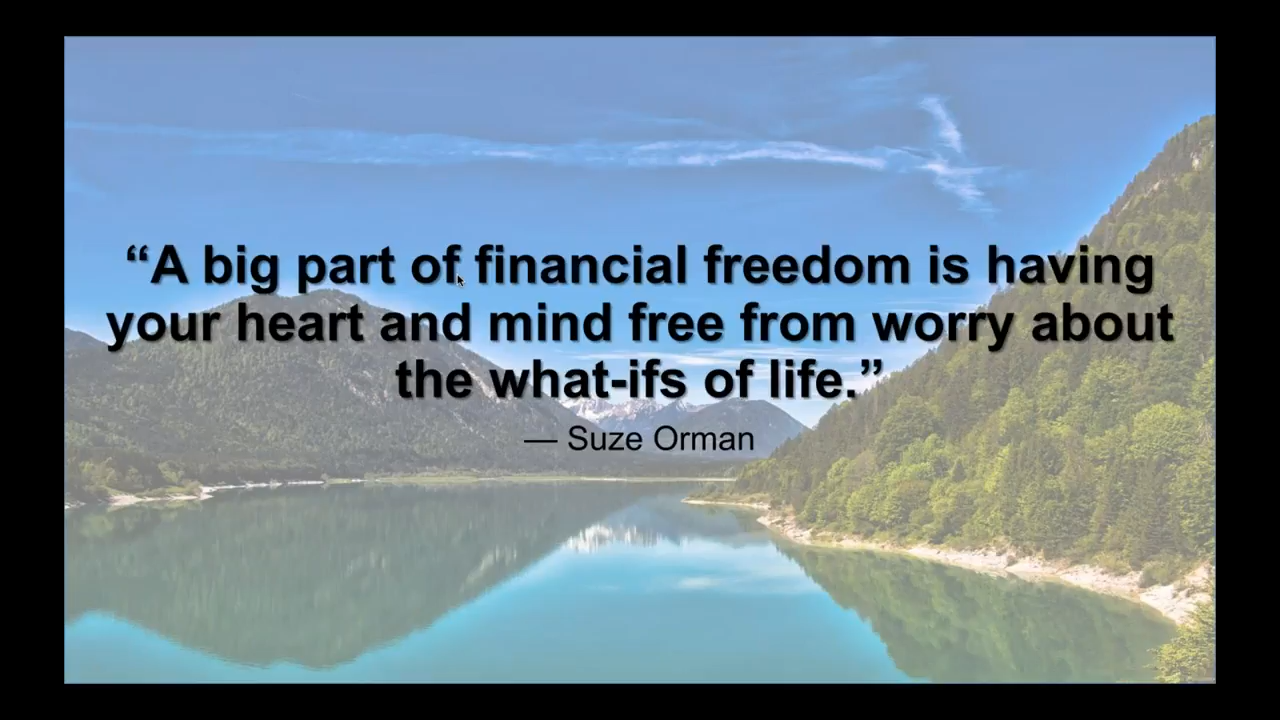 “A big part of financial freedom is having
your heart and mind free from worry about
the what-ifs of life.”
— Suze Orman